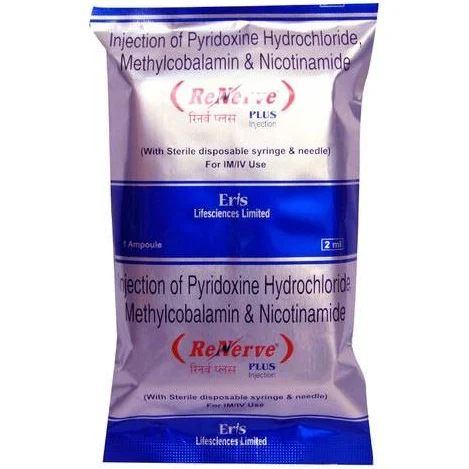 2 ml
Injection of Pyridoxine Hydrochloride,
Methylcobalamin & Nicotinamide
ReNerve®
रिनर्व प्लस PLUS
Injection
(With Sterile disposable syringe & needle)
For IM/IV Use
Eris
Lifesciences Limited
1 Ampoule 2 ml
Injection of Pyridoxine Hydrochloride,
Methylcobalamin & Nicotinamide
ReNerve®
रिनर्व प्लस PLUS
Injection
(With Sterile disposable syringe & needle)
For IM/IV Use
Eris
Lifesciences Limited